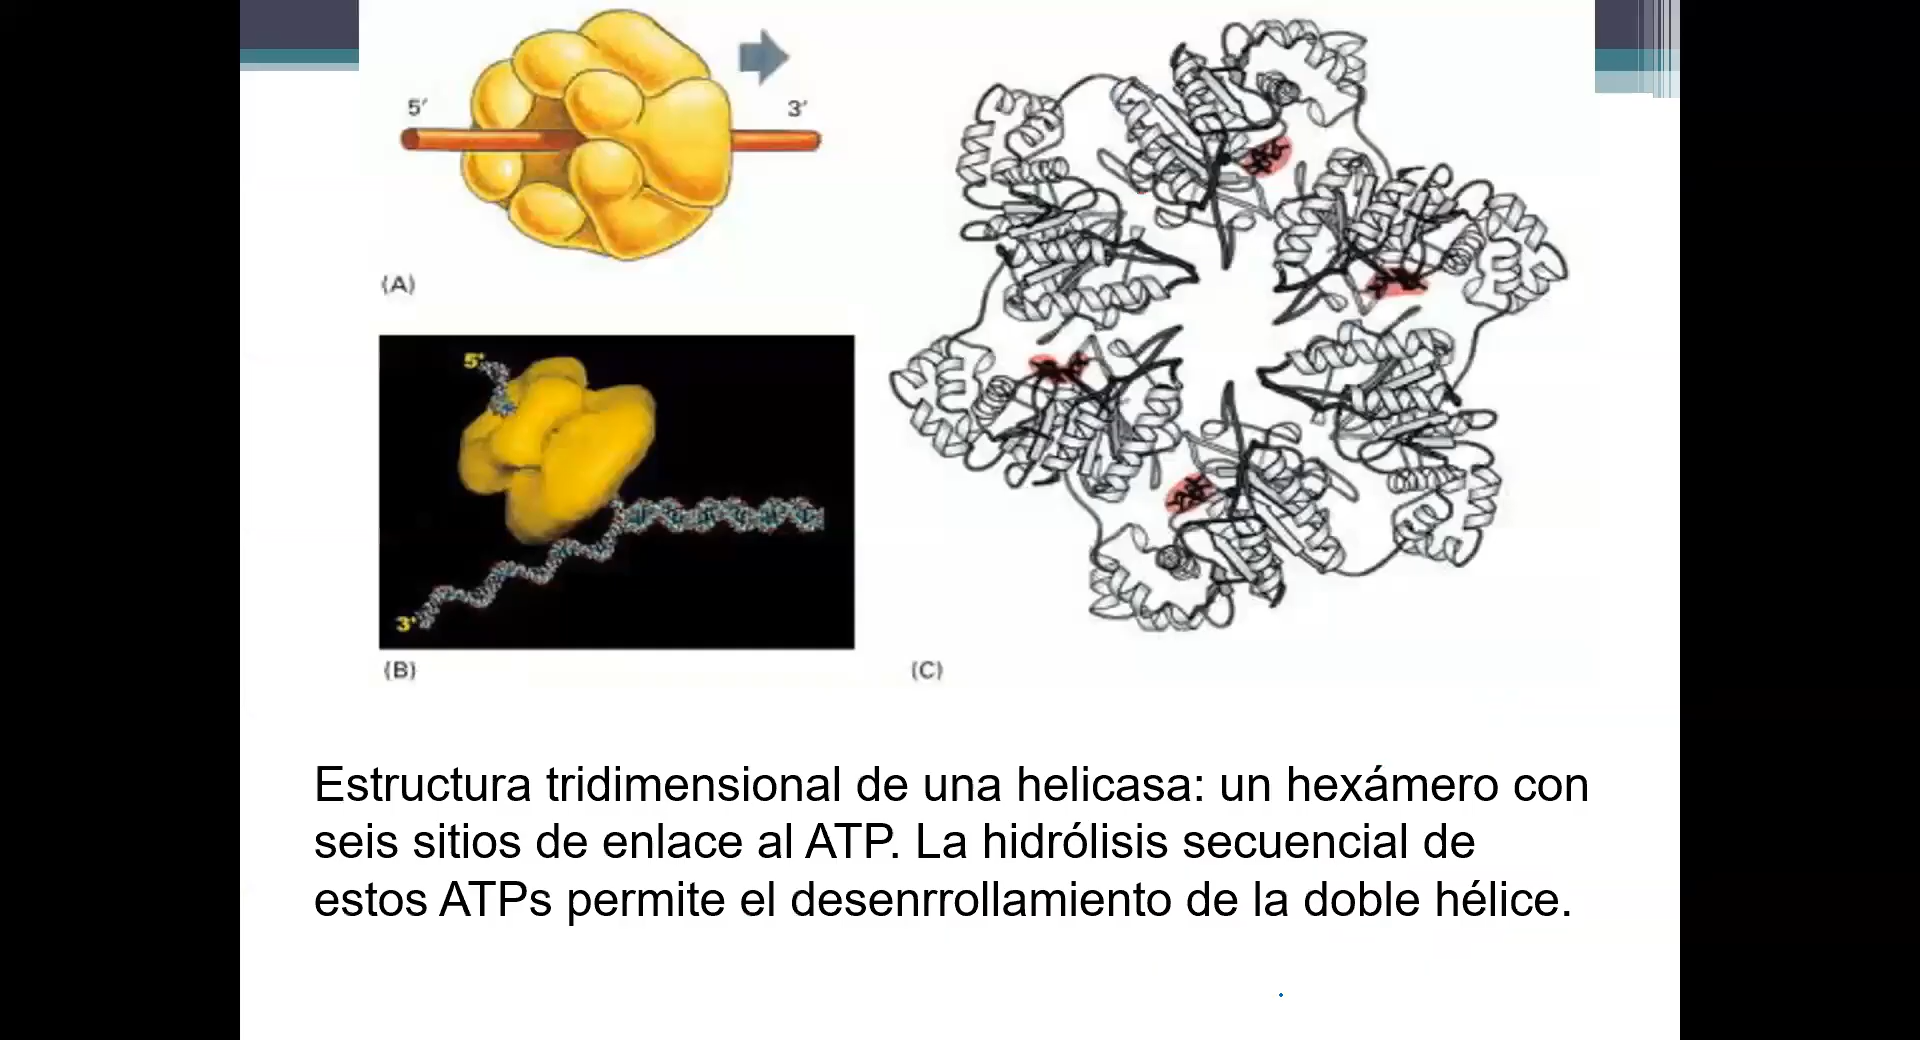 5′
3′
(A)
5'
3'
(B)
(C)
Estructura tridimensional de una helicasa: un hexámero con
seis sitios de enlace al ATP. La hidrólisis secuencial de
estos ATPs permite el desenrrollamiento de la doble hélice.